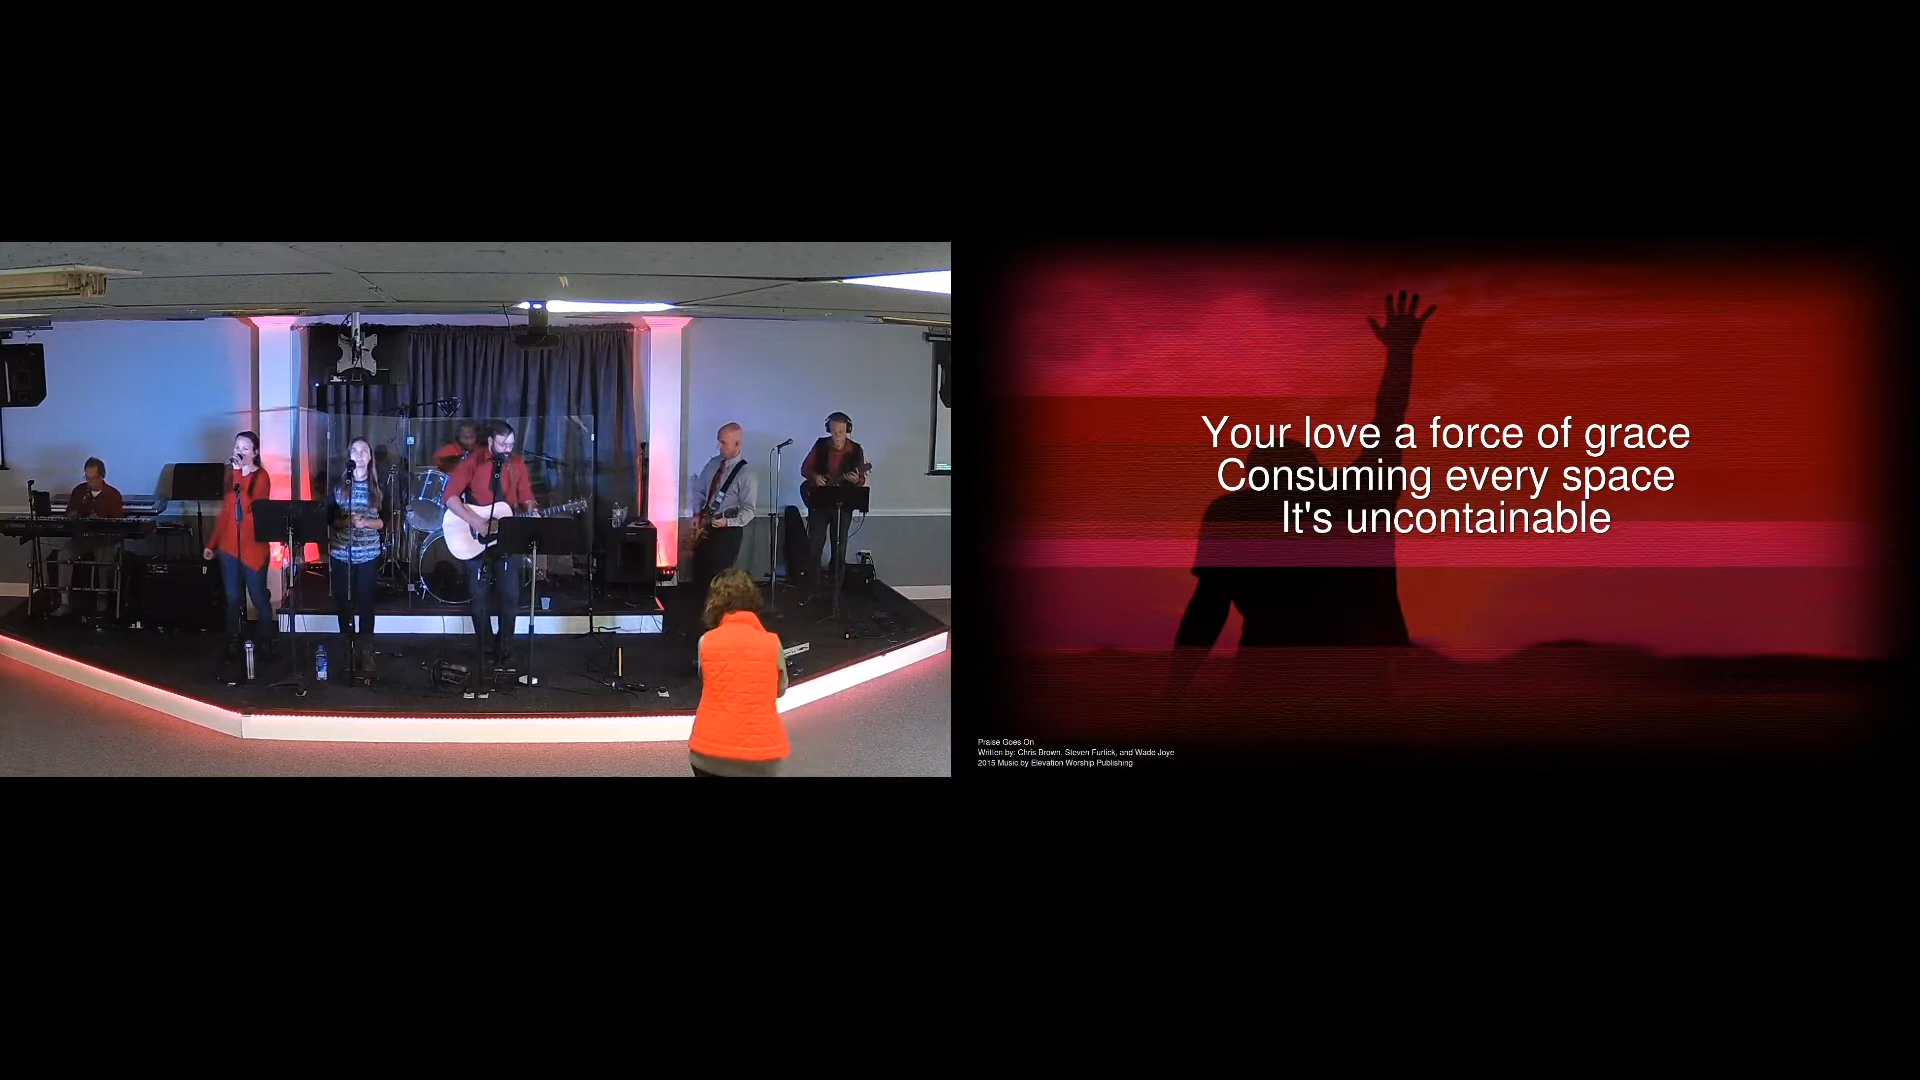 Your love a force of grace
Consuming every space
It's uncontainable
Praise Goes On
Written by: Chris Brown, Steven Furtick, and Wade Joye
2015 Music by Elevation Worship Publishing